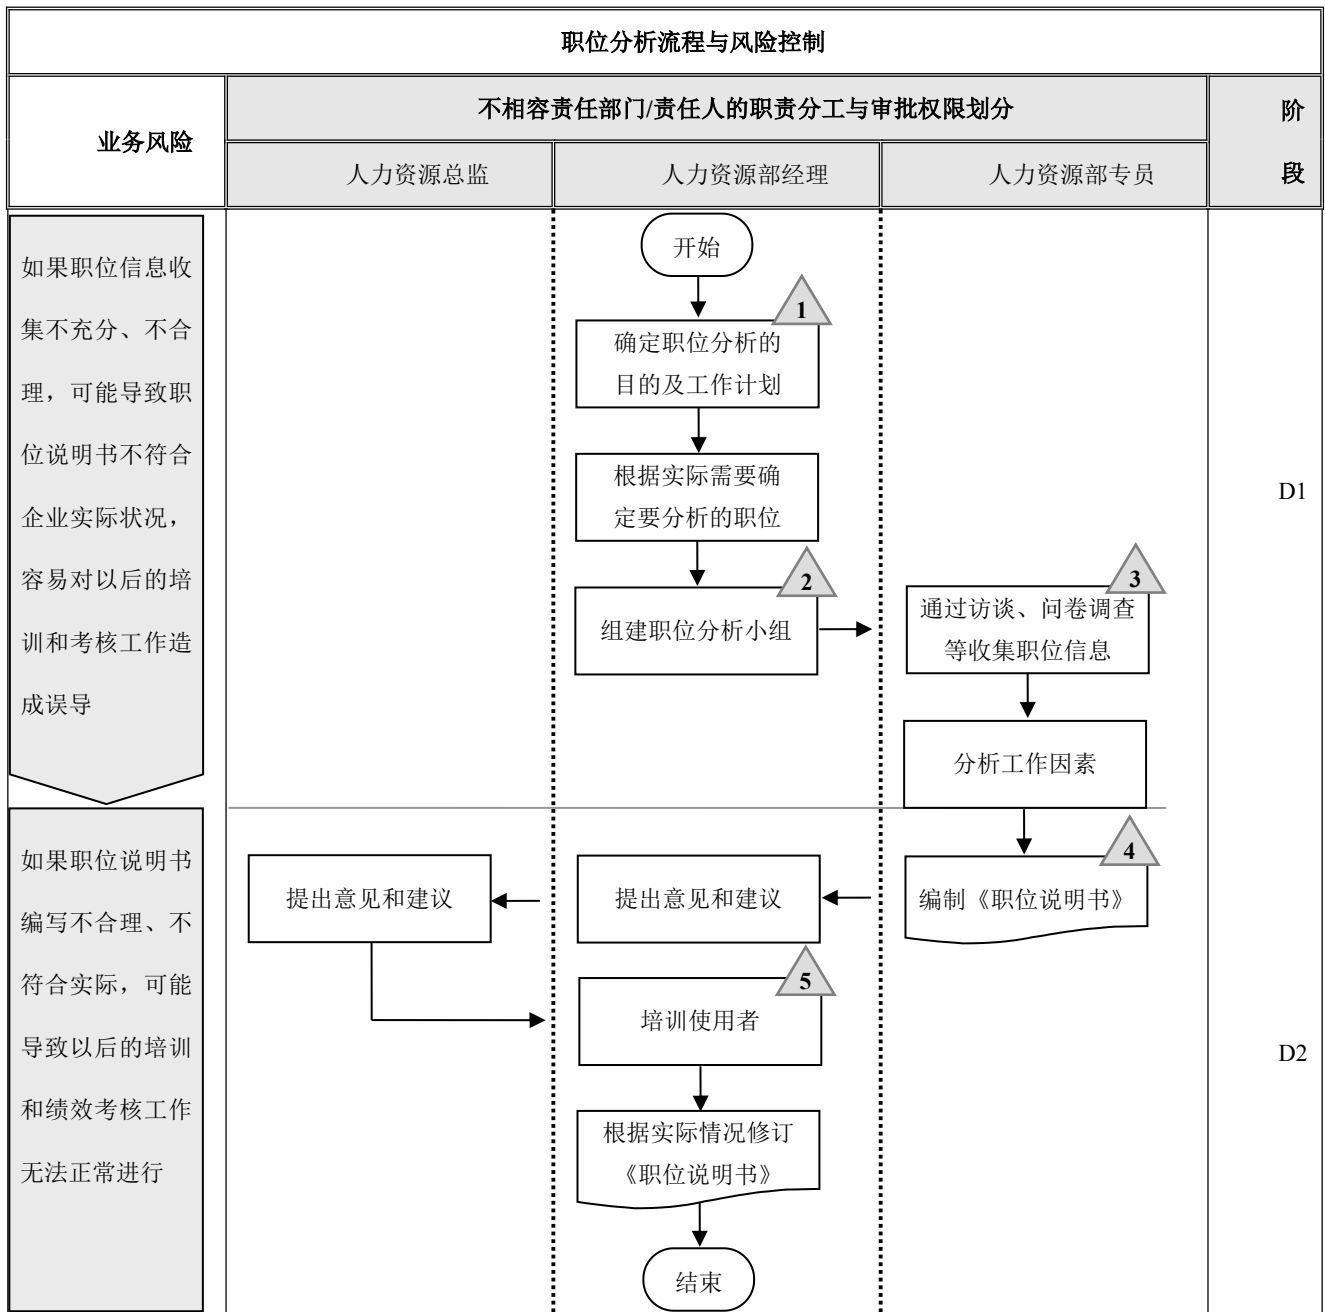 职位分析流程与风险控制
业务风险
不相容责任部门/责任人的职责分工与审批权限划分
阶
段
人力资源总监
人力资源部经理
人力资源部专员
如果职位信息收
集不充分、不合
理，可能导致职
位说明书不符合
企业实际状况，
容易对以后的培
训和考核工作造
成误导
开始
1
确定职位分析的
目的及工作计划
根据实际需要确
定要分析的职位
2
组建职位分析小组
3
通过访谈、问卷调查
等收集职位信息
分析工作因素
D1
如果职位说明书
编写不合理、不
符合实际，可能
导致以后的培训
和绩效考核工作
无法正常进行
4
编制《职位说明书》
提出意见和建议
提出意见和建议
5
培训使用者
根据实际情况修订
《职位说明书》
结束
D2